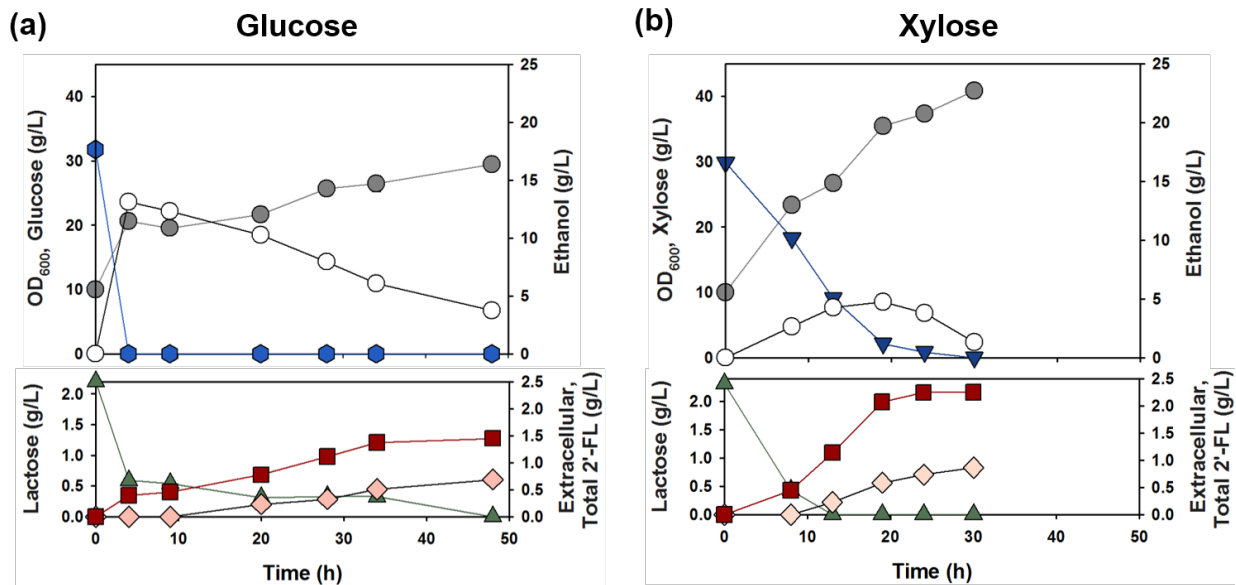 (a) Glucose
40
30
20
10
0
OD600, Glucose (g/L)
25
20
15
10
5
0
Ethanol (g/L)
2.0
1.5
1.0
0.5
0.0
Lactose (g/L)
2.5
2.0
1.5
1.0
0.5
0.0
Extracellular,
Total 2'-FL (g/L)
0 10 20 30 40 50
Time (h)
(b) Xylose
40
30
20
10
0
OD600, Xylose (g/L)
25
20
15
10
5
0
Ethanol (g/L)
2.0
1.5
1.0
0.5
0.0
Lactose (g/L)
2.5
2.0
1.5
1.0
0.5
0.0
Extracellular,
Total 2'-FL (g/L)
0 10 20 30 40 50
Time (h)